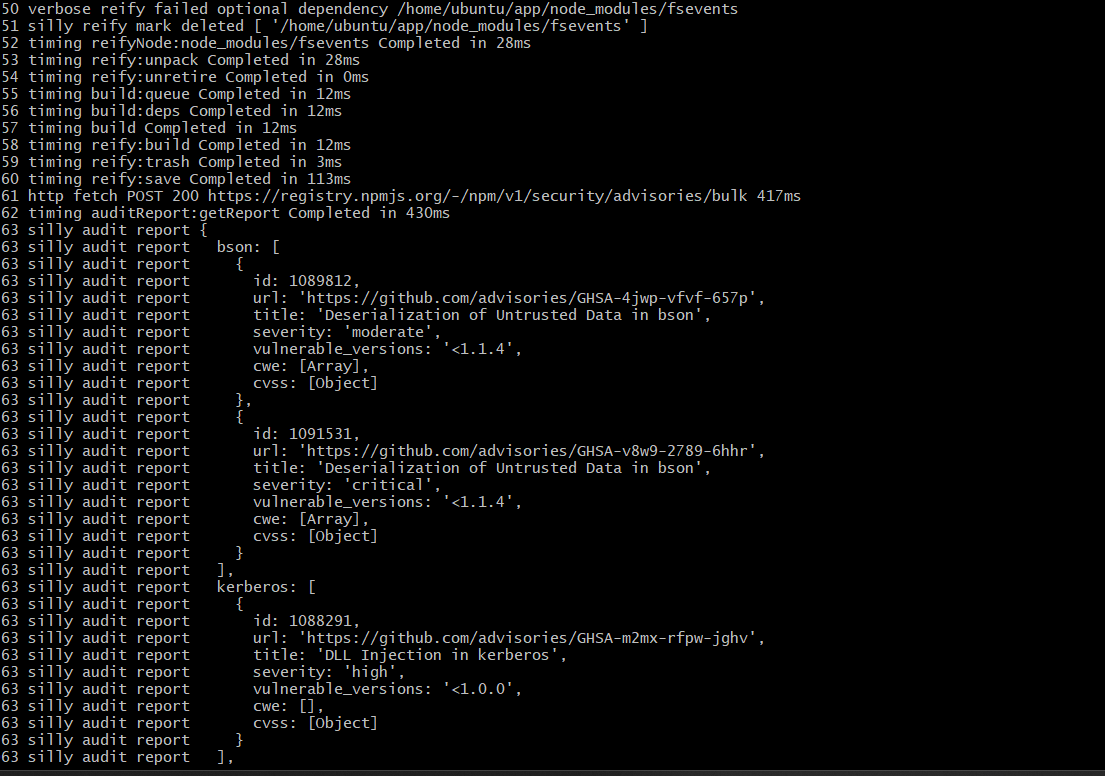 50 verbose reify failed optional dependency /home/ubuntu/app/node_modules/fsevents
51 silly reify mark deleted [ '/home/ubuntu/app/node_modules/fsevents' ]
52 timing reifyNode:node_modules/fsevents Completed in 28ms
53 timing reify:unpack Completed in 28ms
54 timing reify:unretire Completed in 0ms
55 timing build:queue Completed in 12ms
56 timing build:deps Completed in 12ms
57 timing build Completed in 12ms
58 timing reify:build Completed in 12ms
59 timing reify:trash Completed in 3ms
60 timing reify:save Completed in 113ms
61 http fetch POST 200 https://registry.npmjs.org/-/npm/v1/security/advisories/bulk 417ms
62 timing auditReport:getReport Completed in 430ms
63 silly audit report {
63 silly audit report   bson: [
63 silly audit report     {
63 silly audit report       id: 1089812,
63 silly audit report       url: 'https://github.com/advisories/GHSA-4jwp-vfvf-657p',
63 silly audit report       title: 'Deserialization of Untrusted Data in bson',
63 silly audit report       severity: 'moderate',
63 silly audit report       vulnerable_versions: '<1.1.4',
63 silly audit report       cwe: [Array],
63 silly audit report       cvss: [Object]
63 silly audit report     },
63 silly audit report     {
63 silly audit report       id: 1091531,
63 silly audit report       url: 'https://github.com/advisories/GHSA-v8w9-2789-6hhr',
63 silly audit report       title: 'Deserialization of Untrusted Data in bson',
63 silly audit report       severity: 'critical',
63 silly audit report       vulnerable_versions: '<1.1.4',
63 silly audit report       cwe: [Array],
63 silly audit report       cvss: [Object]
63 silly audit report     }
63 silly audit report   ],
63 silly audit report   kerberos: [
63 silly audit report     {
63 silly audit report       id: 1088291,
63 silly audit report       url: 'https://github.com/advisories/GHSA-m2mx-rfpw-jghv',
63 silly audit report       title: 'DLL Injection in kerberos',
63 silly audit report       severity: 'high',
63 silly audit report       vulnerable_versions: '<1.0.0',
63 silly audit report       cwe: [],
63 silly audit report       cvss: [Object]
63 silly audit report     }
63 silly audit report   ],